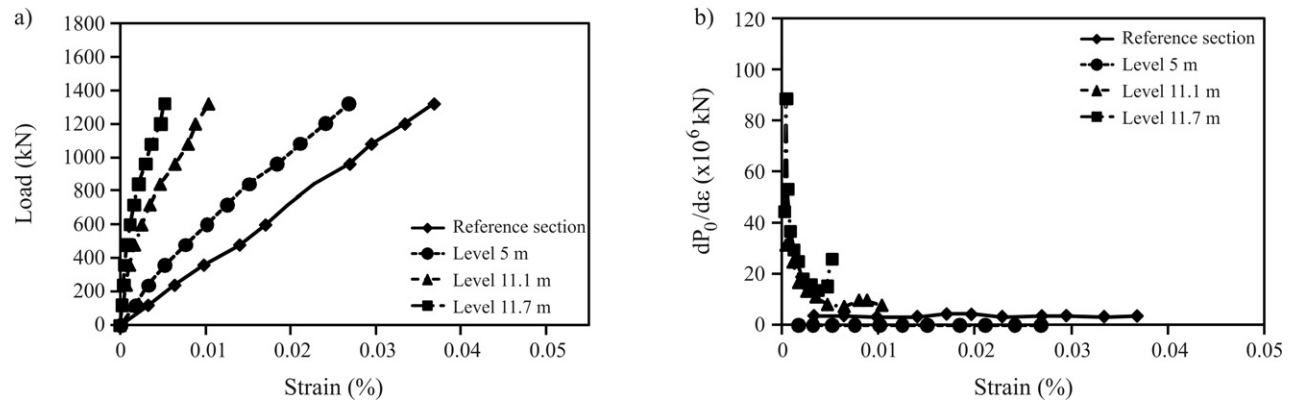 a)
1800
1600
1400
1200
1000
800
600
400
200
0
Load (kN)
0
0.01
0.02
0.03
0.04
0.05
Strain (%)
Reference section
Level 5 m
Level 11.1 m
Level 11.7 m
b)
120
100
80
60
40
20
0
dP₀/dε (x10⁶ kN)
0
0.01
0.02
0.03
0.04
0.05
Strain (%)
Reference section
Level 5 m
Level 11.1 m
Level 11.7 m